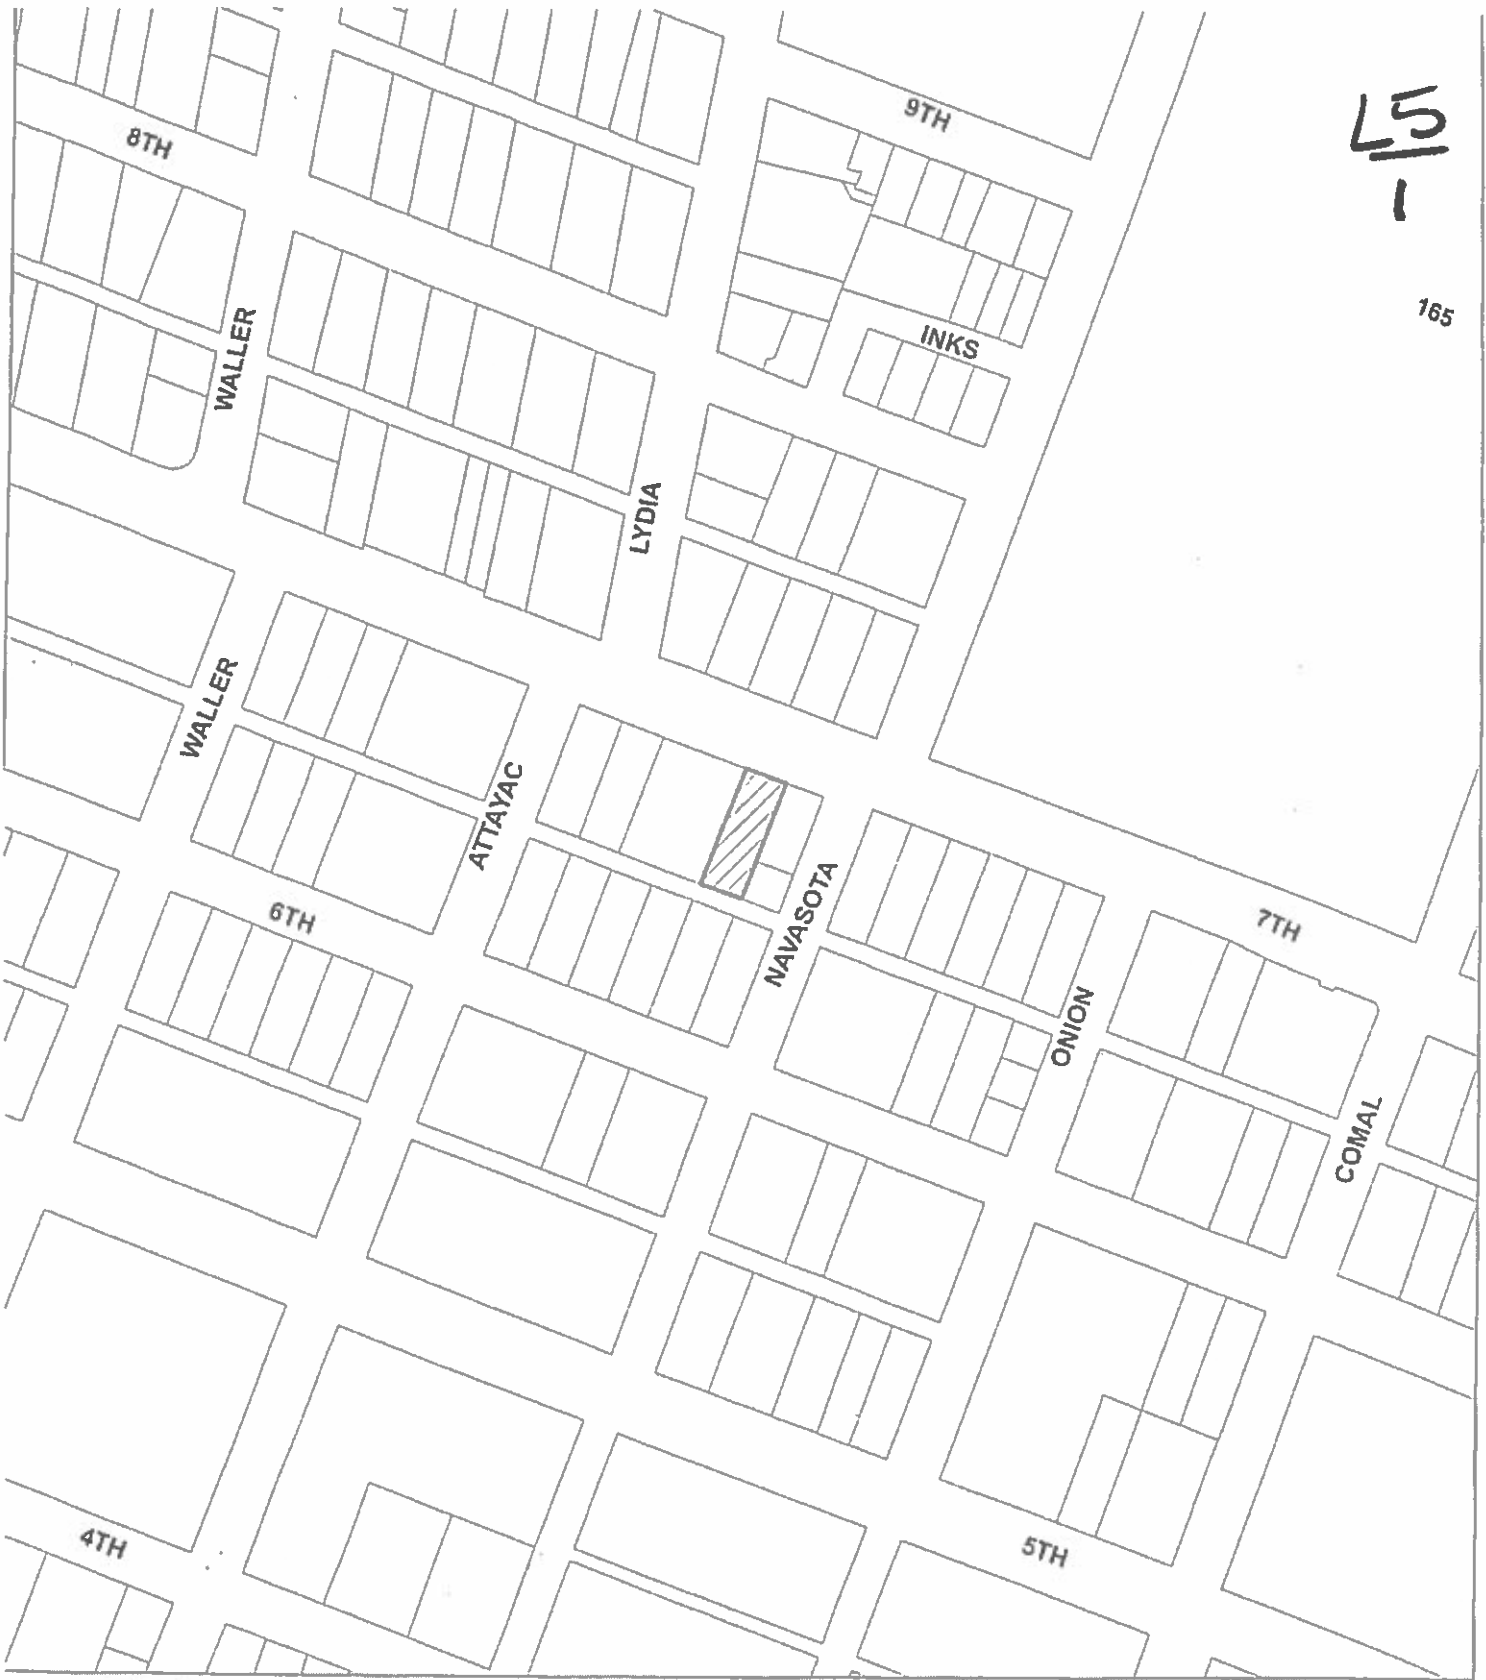 9TH
L5
1
8TH
165
INKS
WALLER
LYDIA
WALLER
ATTAYAC
NAVASOTA
6TH
7TH
ONION
COMAL
4TH
5TH